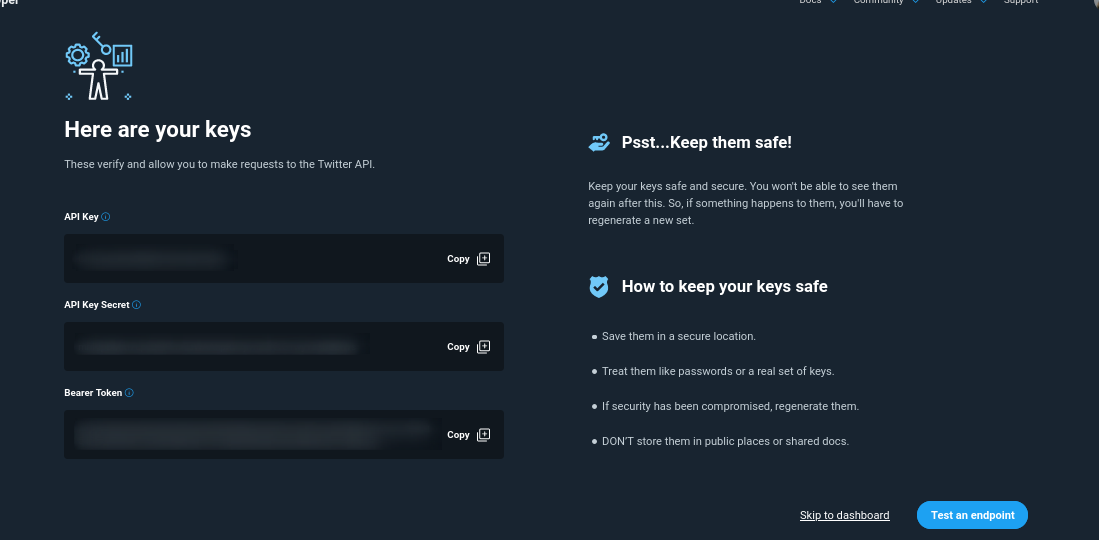 Docs Community Updates Support
Here are your keys
These verify and allow you to make requests to the Twitter API.
API Key
Copy
API Key Secret
Copy
Bearer Token
Copy
Psst...Keep them safe!
Keep your keys safe and secure. You won't be able to see them
again after this. So, if something happens to them, you'll have to
regenerate a new set.
How to keep your keys safe
Save them in a secure location.
Treat them like passwords or a real set of keys.
If security has been compromised, regenerate them.
DON'T store them in public places or shared docs.
Skip to dashboard
Test an endpoint